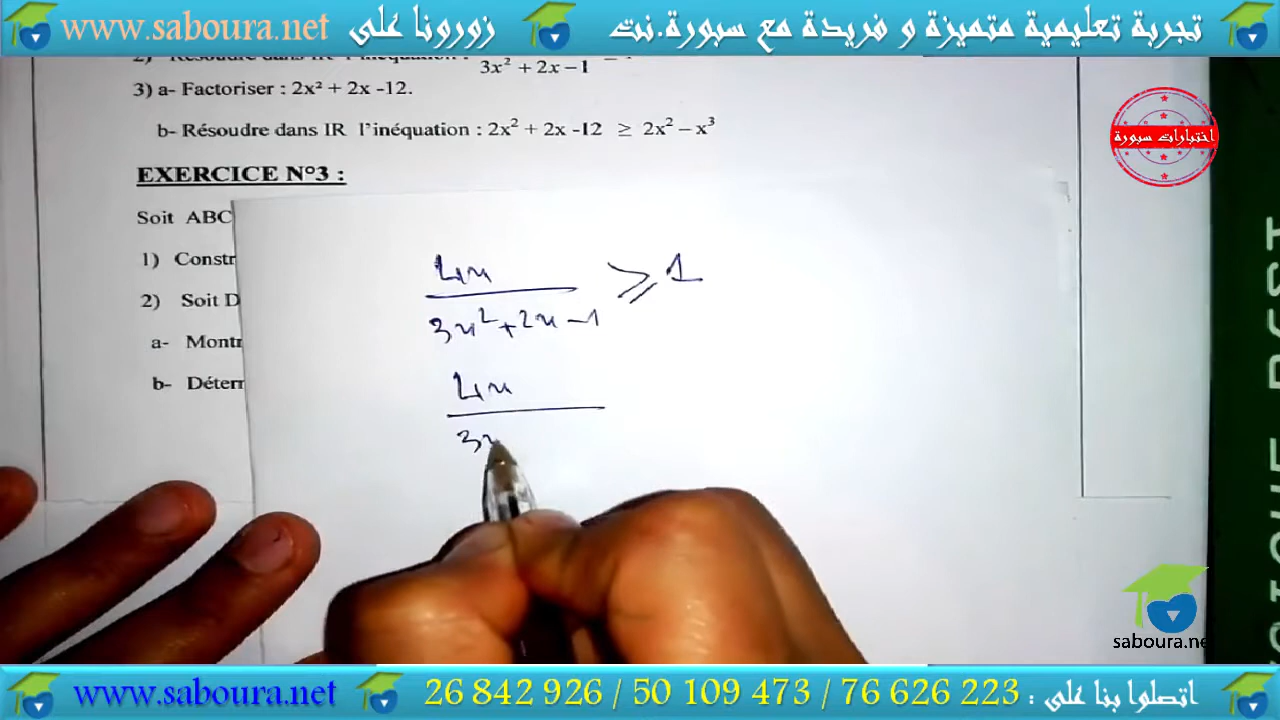 www.saboura.net زورونا على تجربة تعليمية متميزة و فريدة مع سبورة.نت
3x² + 2x − 1
3) a- Factoriser : 2x² + 2x -12.
b- Résoudre dans IR l'inéquation : 2x² + 2x -12 ≥ 2x² − x³
اختبارات سبورة
EXERCICE N°3 :
Soit ABC
1) Constr
2) Soit D
a- Montr
b- Déterm
4x
⩾ 1
3x² + 2x − 1
4x
3x
saboura.ne
www.saboura.net 26 842 926 / 50 109 473 / 76 626 223 : اتصلوا بنا على